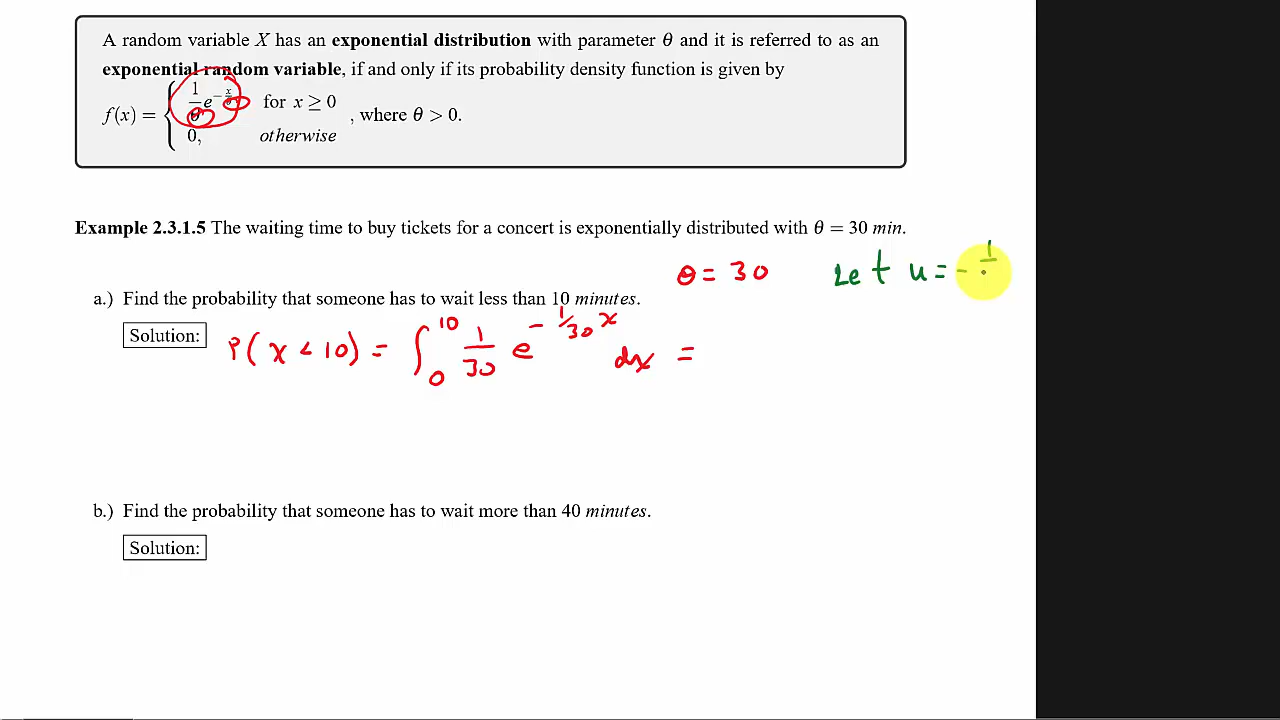 A random variable X has an exponential distribution with parameter θ and it is referred to as an
exponential random variable, if and only if its probability density function is given by
f(x) = { 1/θ e^{-x/θ} for x ≥ 0
0, otherwise , where θ > 0.
Example 2.3.1.5 The waiting time to buy tickets for a concert is exponentially distributed with θ = 30 min.
θ = 30 Let u = - 1
a.) Find the probability that someone has to wait less than 10 minutes.
Solution: P( x < 10) = ∫_0^10 1/30 e^{- 1/30 x} dx =
b.) Find the probability that someone has to wait more than 40 minutes.
Solution: